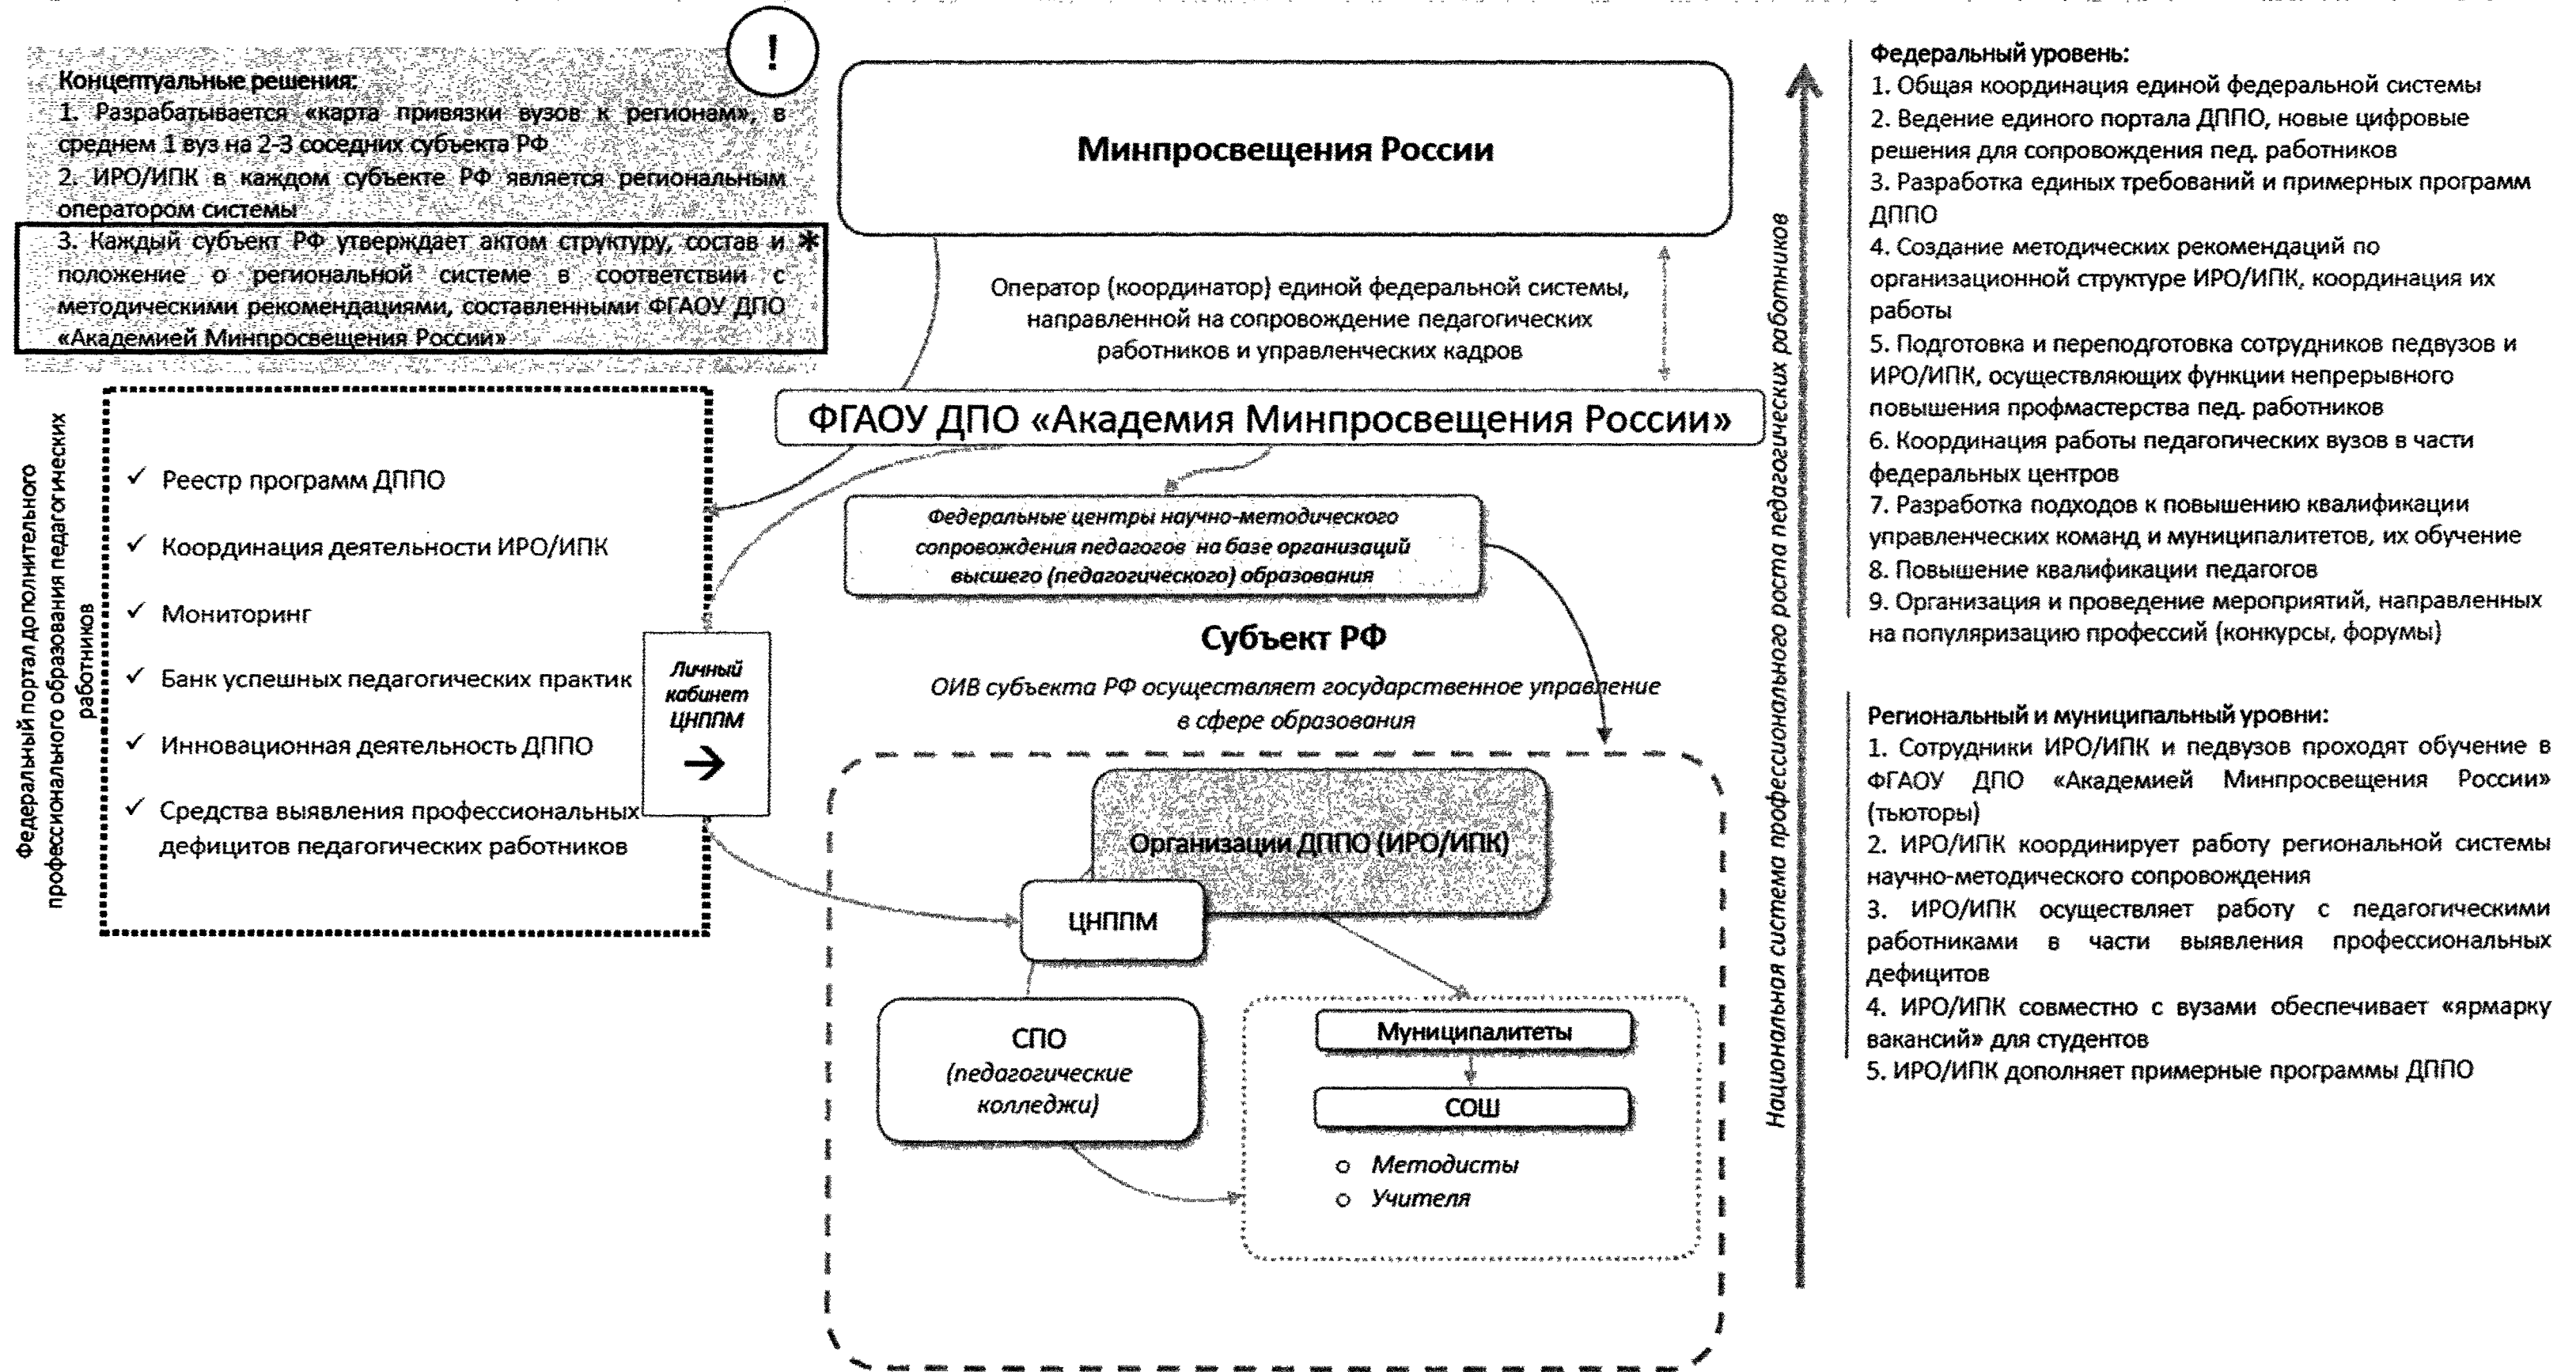 !
Концептуальные решения:
1. Разрабатывается «карта привязки вузов к регионам», в
среднем 1 вуз на 2-3 соседних субъекта РФ
2. ИРО/ИПК в каждом субъекте РФ является региональным
оператором системы
3. Каждый субъект РФ утверждает актом структуру, состав и *
положение о региональной системе в соответствии с
методическими рекомендациями, составленными ФГАОУ ДПО
«Академией Минпросвещения России»
Федеральный портал дополнительного
профессионального образования педагогических
работников
✓ Реестр программ ДППО
✓ Координация деятельности ИРО/ИПК
✓ Мониторинг
✓ Банк успешных педагогических практик
✓ Инновационная деятельность ДППО
✓ Средства выявления профессиональных
дефицитов педагогических работников
Личный
кабинет
ЦНППМ
→
Минпросвещения России
Оператор (координатор) единой федеральной системы,
направленной на сопровождение педагогических
работников и управленческих кадров
ФГАОУ ДПО «Академия Минпросвещения России»
Федеральные центры научно-методического
сопровождения педагогов на базе организаций
высшего (педагогического) образования
Субъект РФ
ОИВ субъекта РФ осуществляет государственное управление
в сфере образования
Организации ДППО (ИРО/ИПК)
ЦНППМ
СПО
(педагогические
колледжи)
Муниципалитеты
СОШ
○ Методисты
○ Учителя
Национальная система профессионального роста педагогических работников
Федеральный уровень:
1. Общая координация единой федеральной системы
2. Ведение единого портала ДППО, новые цифровые
решения для сопровождения пед. работников
3. Разработка единых требований и примерных программ
ДППО
4. Создание методических рекомендаций по
организационной структуре ИРО/ИПК, координация их
работы
5. Подготовка и переподготовка сотрудников педвузов и
ИРО/ИПК, осуществляющих функции непрерывного
повышения профмастерства пед. работников
6. Координация работы педагогических вузов в части
федеральных центров
7. Разработка подходов к повышению квалификации
управленческих команд и муниципалитетов, их обучение
8. Повышение квалификации педагогов
9. Организация и проведение мероприятий, направленных
на популяризацию профессий (конкурсы, форумы)
Региональный и муниципальный уровни:
1. Сотрудники ИРО/ИПК и педвузов проходят обучение в
ФГАОУ ДПО «Академией Минпросвещения России»
(тьюторы)
2. ИРО/ИПК координирует работу региональной системы
научно-методического сопровождения
3. ИРО/ИПК осуществляет работу с педагогическими
работниками в части выявления профессиональных
дефицитов
4. ИРО/ИПК совместно с вузами обеспечивает «ярмарку
вакансий» для студентов
5. ИРО/ИПК дополняет примерные программы ДППО